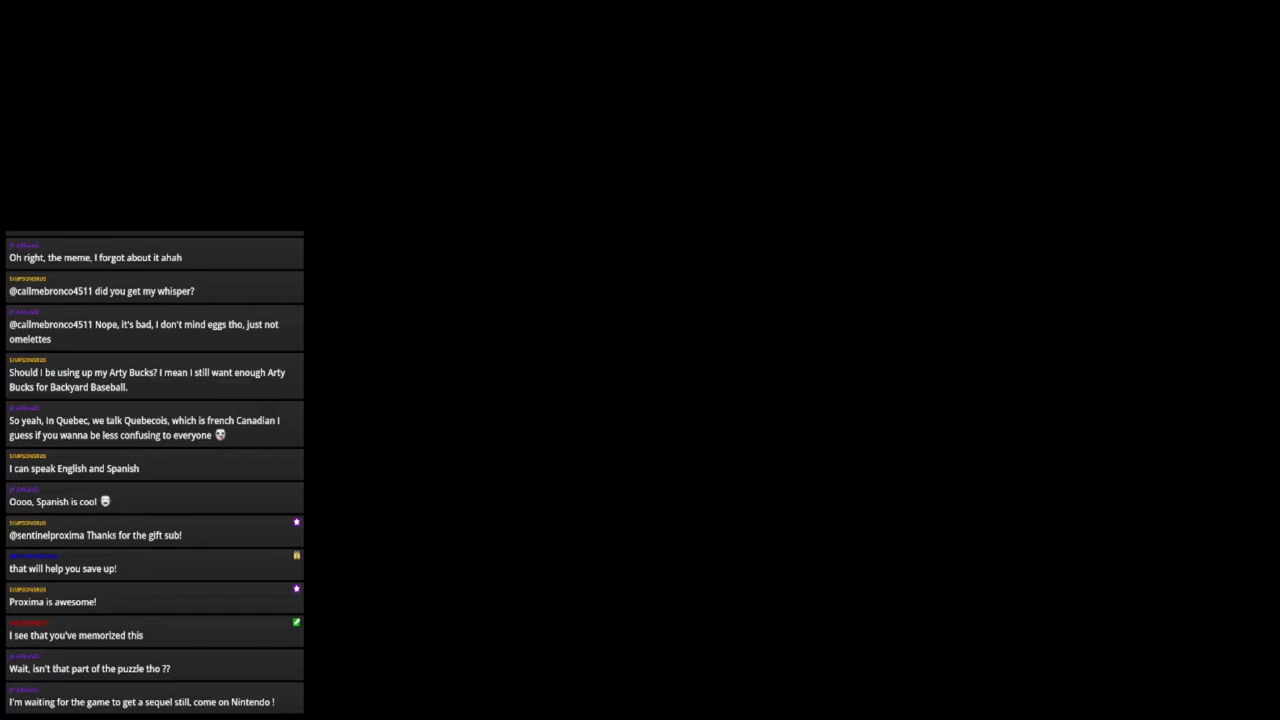 Oh right, the meme, I forgot about it ahah
SIMPSONSRUS
@callmebronco4511 did you get my whisper?
@callmebronco4511 Nope, it's bad, I don't mind eggs tho, just not
omelettes
SIMPSONSRUS
Should I be using up my Arty Bucks? I mean I still want enough Arty
Bucks for Backyard Baseball.
So yeah, In Quebec, we talk Quebecois, which is french Canadian I
guess if you wanna be less confusing to everyone
SIMPSONSRUS
I can speak English and Spanish
Oooo, Spanish is cool
SIMPSONSRUS
@sentinelproxima Thanks for the gift sub!
that will help you save up!
SIMPSONSRUS
Proxima is awesome!
I see that you've memorized this
Wait, isn't that part of the puzzle tho ??
I'm waiting for the game to get a sequel still, come on Nintendo !